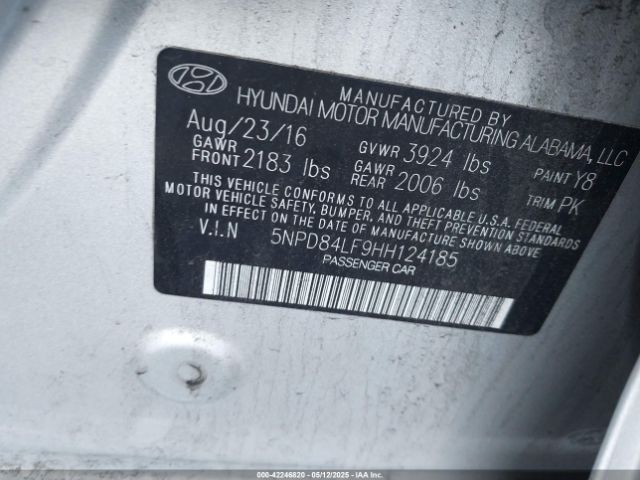 MANUFACTURED BY
HYUNDAI MOTOR MANUFACTURING ALABAMA, LLC
Aug/23/16
GVWR 3924 lbs
PAINT Y8
GAWR FRONT 2183 lbs
GAWR REAR 2006 lbs
TRIM PK
THIS VEHICLE CONFORMS TO ALL APPLICABLE U.S.A FEDERAL
MOTOR VEHICLE SAFETY, BUMPER, AND THEFT PREVENTION STANDARDS
IN EFFECT ON THE DATE OF MANUFACTURE SHOWN ABOVE
V.I.N 5NPD84LF9HH124185
PASSENGER CAR
000-42246820 - 05/12/2025 - IAAI.COM